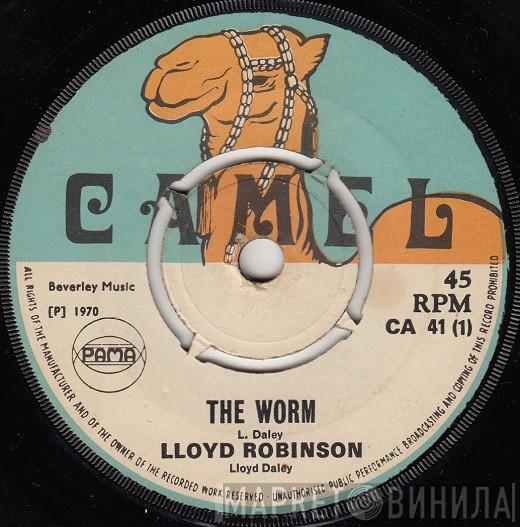 CAMEL
Beverley Music
[P] 1970
PAMA
45
RPM
CA 41 (1)
THE WORM
L. Daley
LLOYD ROBINSON
Lloyd Daley
ALL RIGHTS OF THE MANUFACTURER AND OF THE OWNER OF THE RECORDED WORK RESERVED - UNAUTHORISED PUBLIC PERFORMANCE BROADCASTING AND COPYING OF THIS RECORD PROHIBITED
МАРКЕТ ВИНИЛА